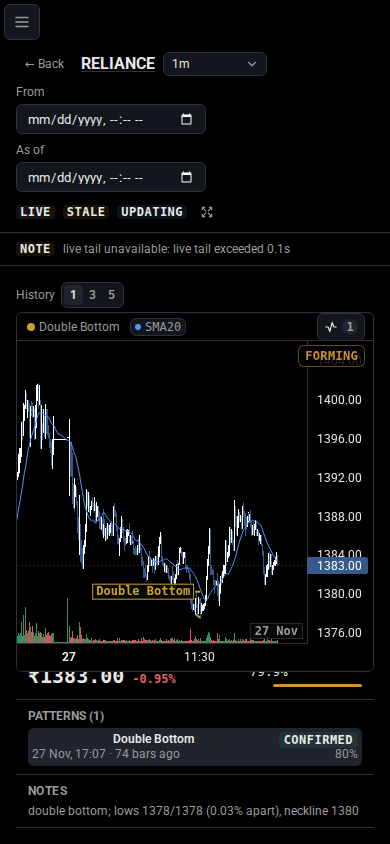 ← Back RELIANCE 1m
From
mm/dd/yyyy, --:-- --
As of
mm/dd/yyyy, --:-- --
LIVE STALE UPDATING
NOTE live tail unavailable: live tail exceeded 0.1s
History 1 3 5
Double Bottom SMA20 1
FORMING
1400.00
1396.00
1392.00
1388.00
1384.00
1383.00
1380.00
Double Bottom
1376.00
27 Nov
27 11:30
₹1383.00 -0.95% 79.9%
PATTERNS (1)
Double Bottom CONFIRMED
27 Nov, 17:07 · 74 bars ago 80%
NOTES
double bottom; lows 1378/1378 (0.03% apart), neckline 1380